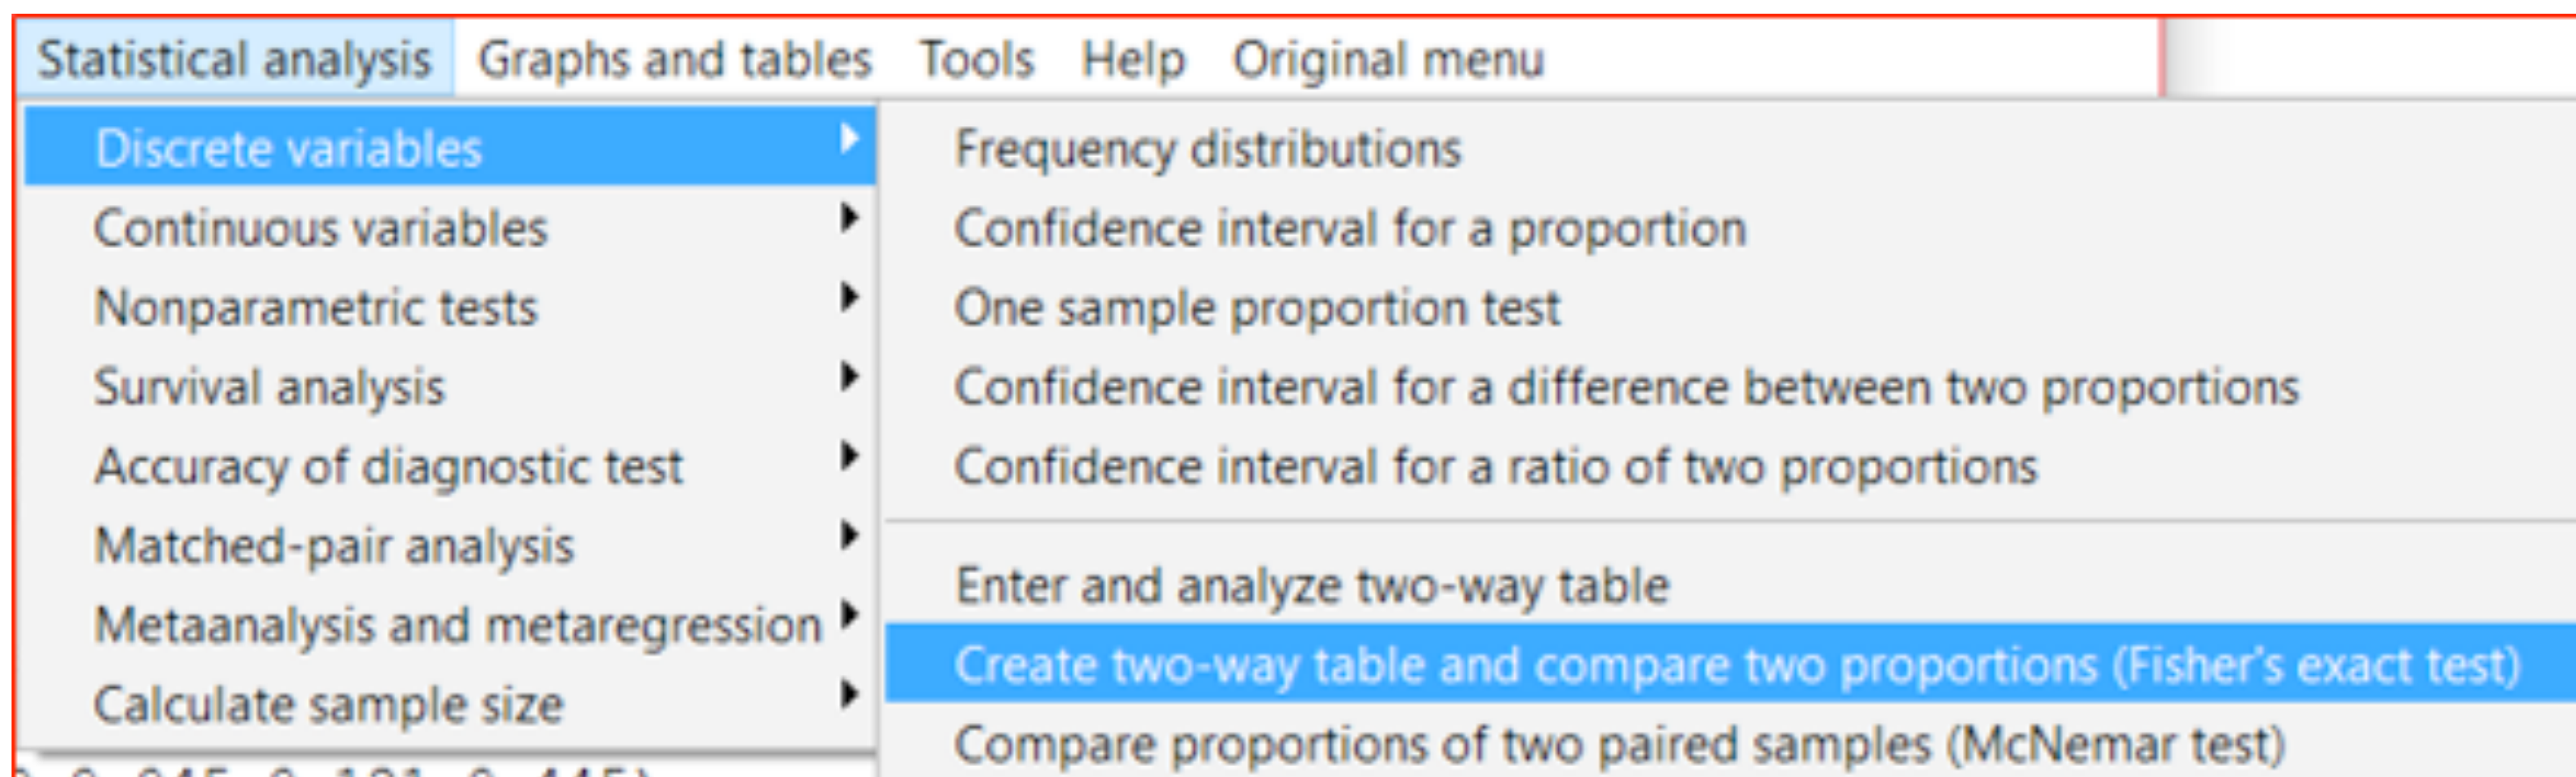 Statistical analysis Graphs and tables Tools Help Original menu
Discrete variables
Continuous variables
Nonparametric tests
Survival analysis
Accuracy of diagnostic test
Matched-pair analysis
Metaanalysis and metaregression
Calculate sample size
Frequency distributions
Confidence interval for a proportion
One sample proportion test
Confidence interval for a difference between two proportions
Confidence interval for a ratio of two proportions
Enter and analyze two-way table
Create two-way table and compare two proportions (Fisher's exact test)
Compare proportions of two paired samples (McNemar test)